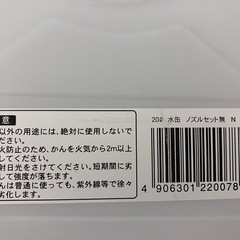 意
以外の用途には、絶対に使用しないで
火防止のため、かんを火気から2m以上
してください。
射日光をさけてください。短期間に劣
して強度が落ちます。
んは普通に使っても、紫外線等で徐々
劣化します。
20ℓ 水缶 ノズルセット無 N
4 906301 220078